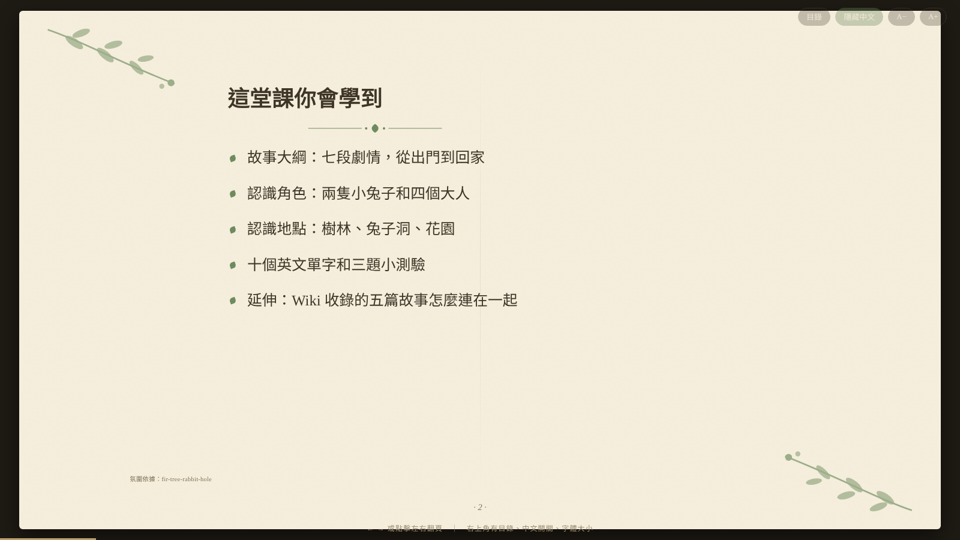 目錄 隱藏中文 A− A+
這堂課你會學到
故事大綱：七段劇情，從出門到回家
認識角色：兩隻小兔子和四個大人
認識地點：樹林、兔子洞、花園
十個英文單字和三題小測驗
延伸：Wiki 收錄的五篇故事怎麼連在一起
氛圍依據：fir-tree-rabbit-hole
· 2 ·